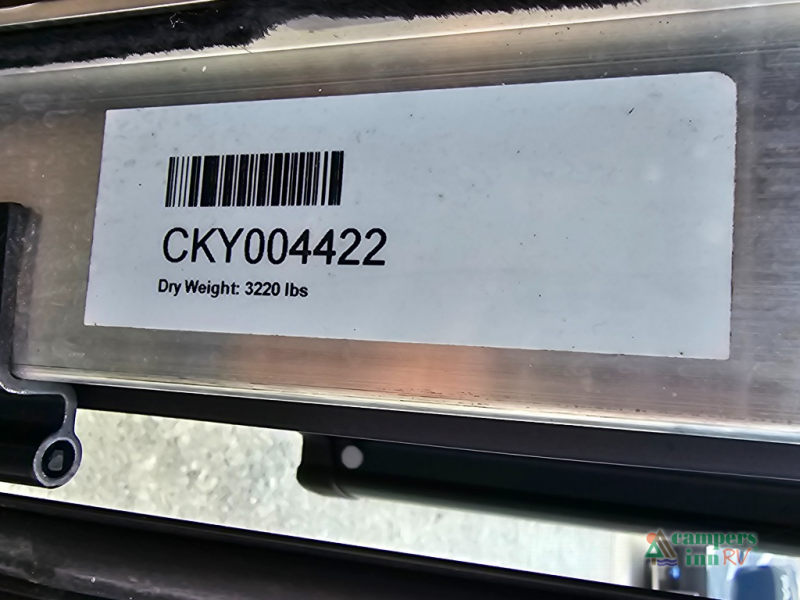 CKY004422
Dry Weight: 3220 lbs
campers
inn RV